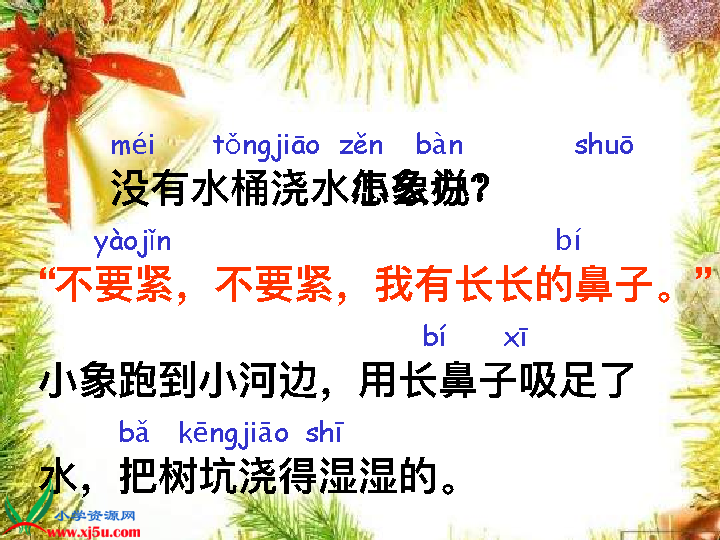 méi tǒngjiāo zěn bàn shuō
没有水桶浇水怎么办?
yàojǐn bí
“不要紧，不要紧，我有长长的鼻子。”
bí xī
小象跑到小河边，用长鼻子吸足了
bǎ kēngjiāo shī
水，把树坑浇得湿湿的。
小学资源网
www.xj5u.com